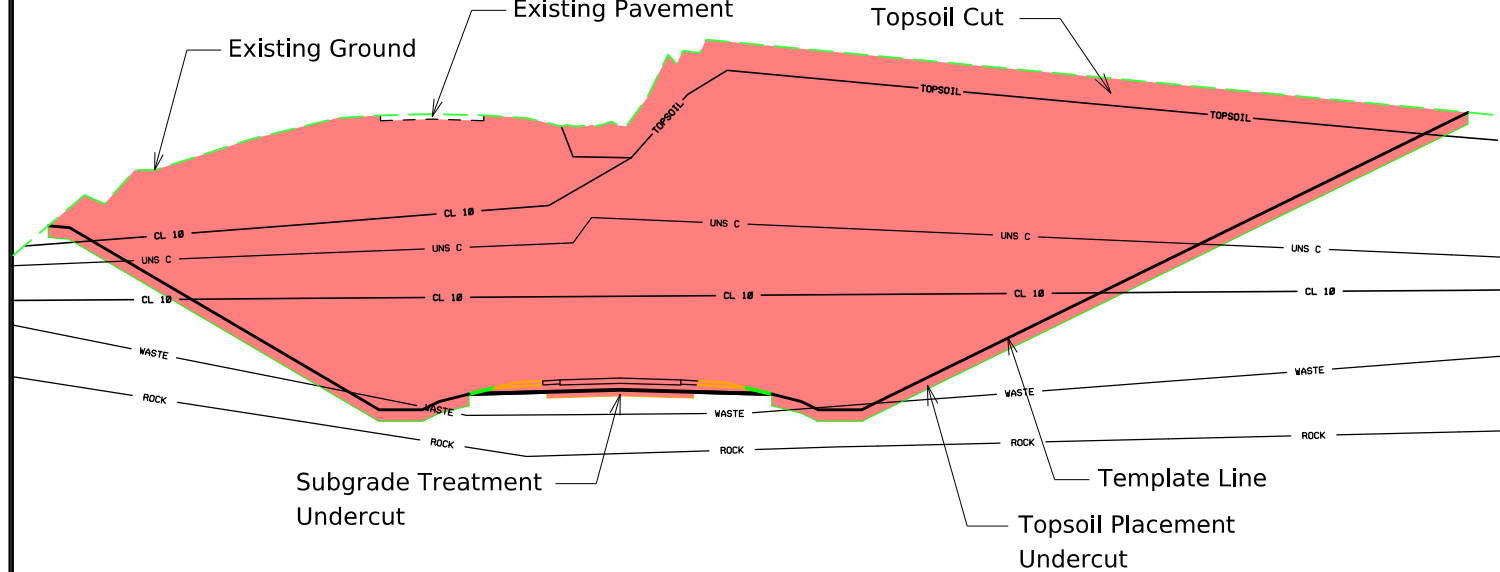 Existing Pavement
Topsoil Cut
Existing Ground
TOPSOIL
TOPSOIL
TOPSOIL
CL 10
CL 10
UNS C
UNS C
UNS C
UNS C
UNS C
CL 10
CL 10
CL 10
CL 10
CL 10
WASTE
WASTE
WASTE
WASTE
WASTE
ROCK
ROCK
ROCK
ROCK
ROCK
Subgrade Treatment
Undercut
Template Line
Topsoil Placement
Undercut